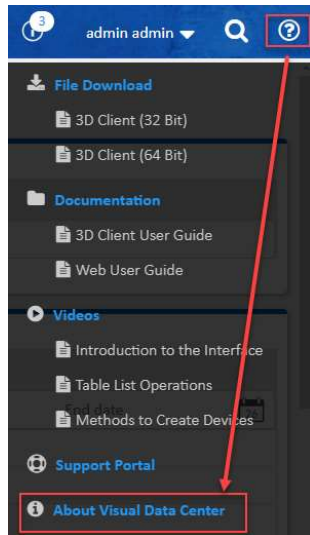 3
admin admin
File Download
3D Client (32 Bit)
3D Client (64 Bit)
Documentation
3D Client User Guide
Web User Guide
Videos
Introduction to the Interface
Table List Operations
End date
Methods to Create Devices
Support Portal
About Visual Data Center